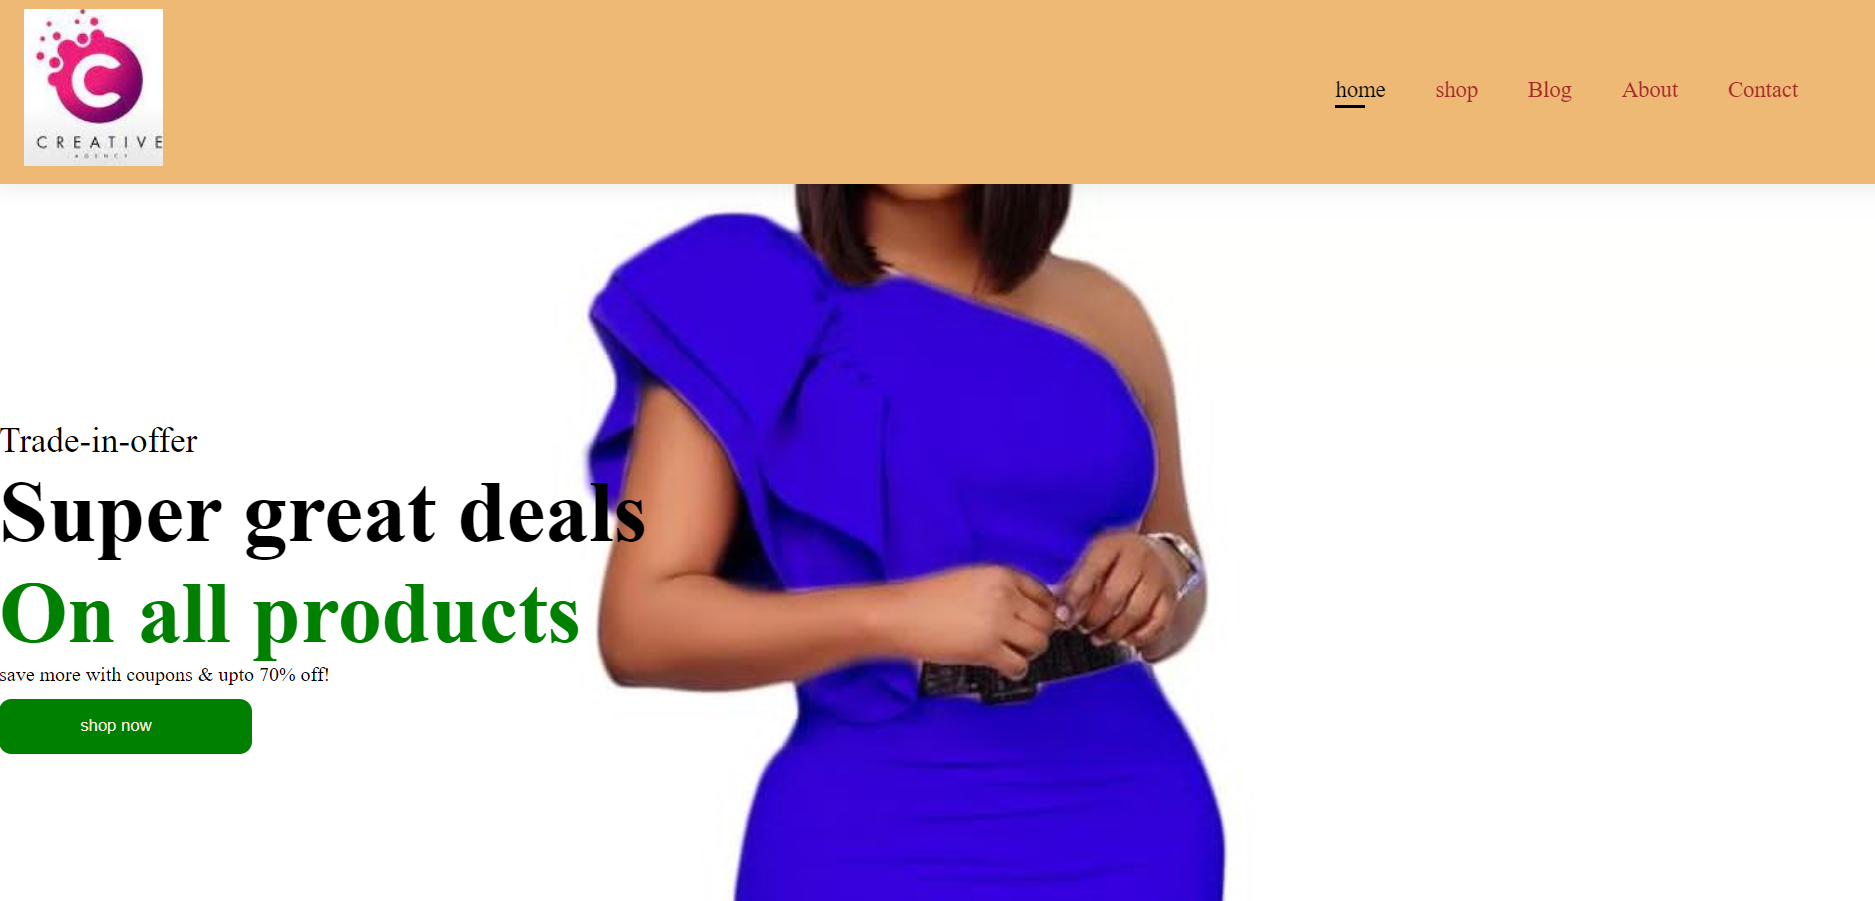 CREATIVE
AGENCY
home shop Blog About Contact
Trade-in-offer
Super great deals
On all products
save more with coupons & upto 70% off!
shop now